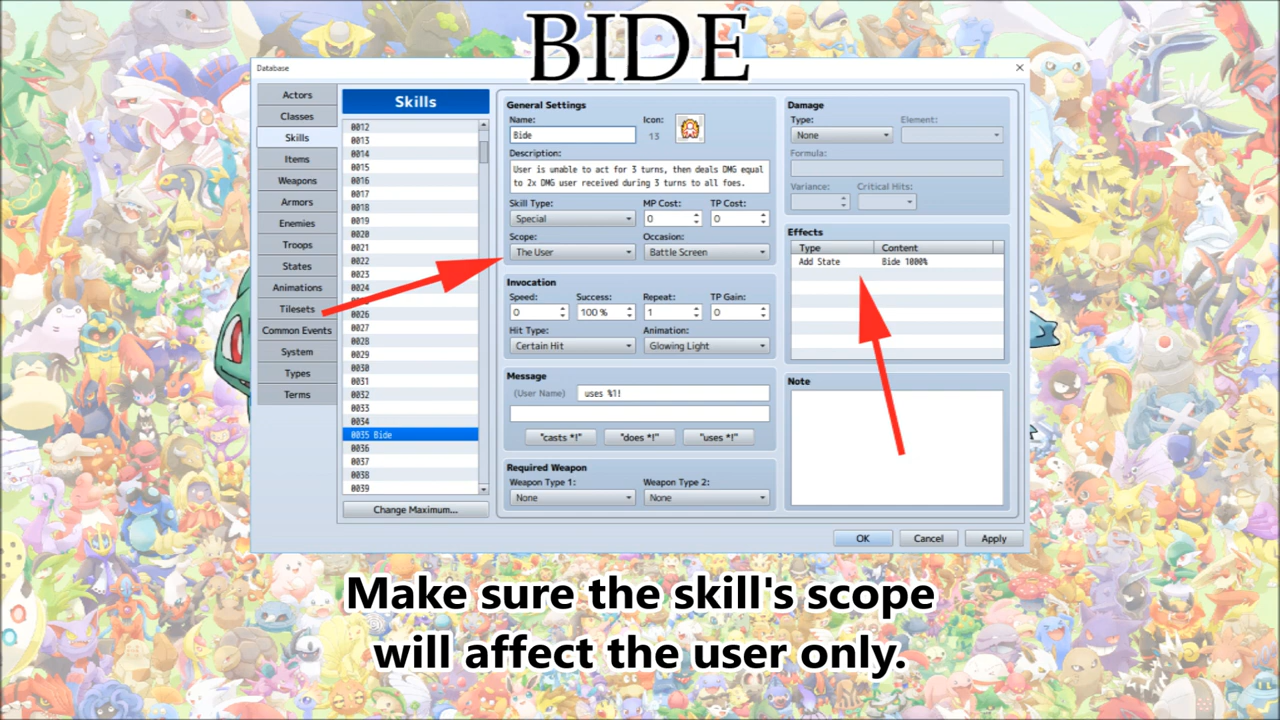 BIDE
Database
Actors
Classes
Skills
Items
Weapons
Armors
Enemies
Troops
States
Animations
Tilesets
Common Events
System
Types
Terms
Skills
0012
0013
0014
0015
0016
0017
0018
0019
0020
0021
0022
0023
0024
0026
0027
0028
0029
0030
0031
0032
0033
0034
0035 Bide
0036
0037
0038
0039
Change Maximum...
General Settings
Name: Icon:
Bide 13
Description:
User is unable to act for 3 turns, then deals DMG equal
to 2x DMG user received during 3 turns to all foes.
Skill Type: MP Cost: TP Cost:
Special 0 0
Scope: Occasion:
The User Battle Screen
Invocation
Speed: Success: Repeat: TP Gain:
0 100 % 1 0
Hit Type: Animation:
Certain Hit Glowing Light
Message
(User Name) uses %1!
"casts *!" "does *!" "uses *!"
Required Weapon
Weapon Type 1: Weapon Type 2:
None None
Damage
Type: Element:
None
Formula:
Variance: Critical Hits:
Effects
Type Content
Add State Bide 1000%
Note
OK Cancel Apply
Make sure the skill's scope
will affect the user only.